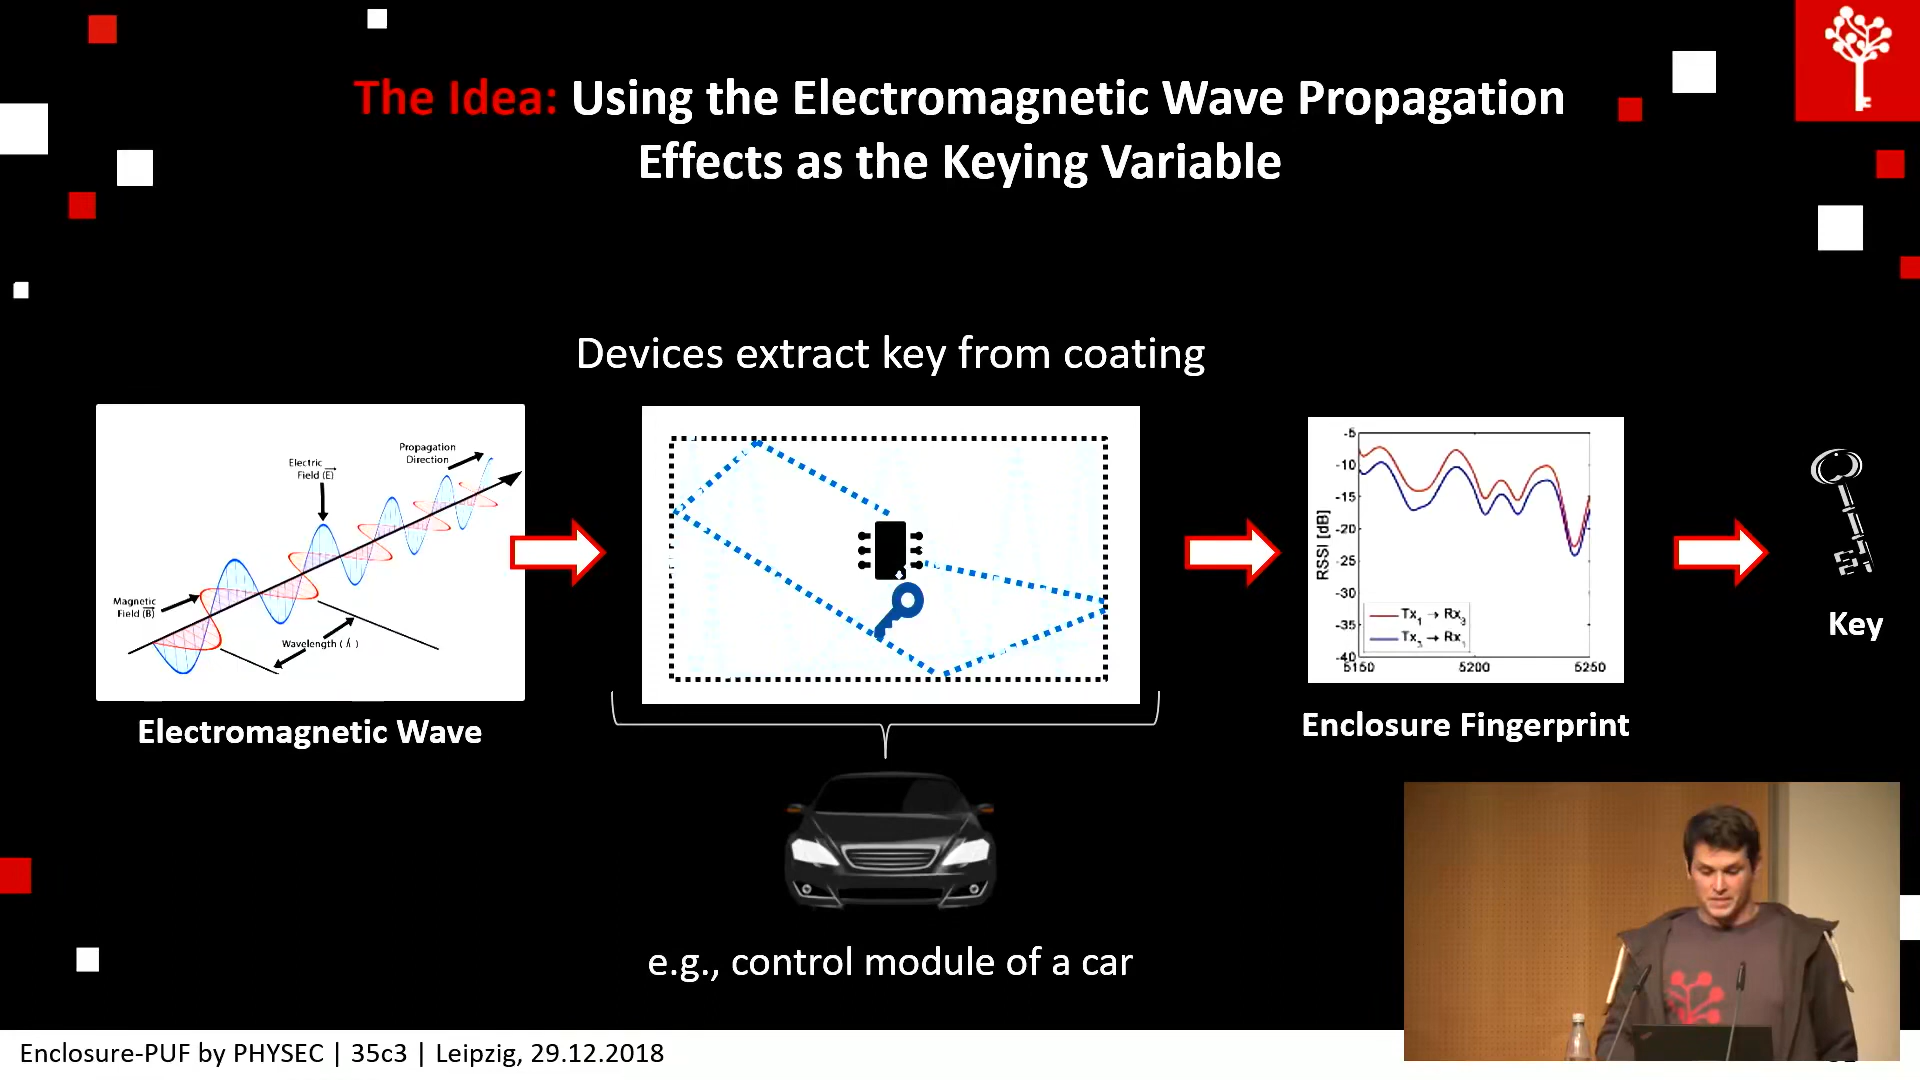 The Idea: Using the Electromagnetic Wave Propagation
Effects as the Keying Variable
Devices extract key from coating
Propagation
Direction
Electric
Field (E)
Magnetic
Field (B)
Wavelength (λ)
Electromagnetic Wave
e.g., control module of a car
-5
-10
-15
-20
-25
-30
-35
-40
RSSI [dB]
Tx1 → Rx3
Tx3 → Rx1
5150 5200 5250
Enclosure Fingerprint
Key
Enclosure-PUF by PHYSEC | 35c3 | Leipzig, 29.12.2018